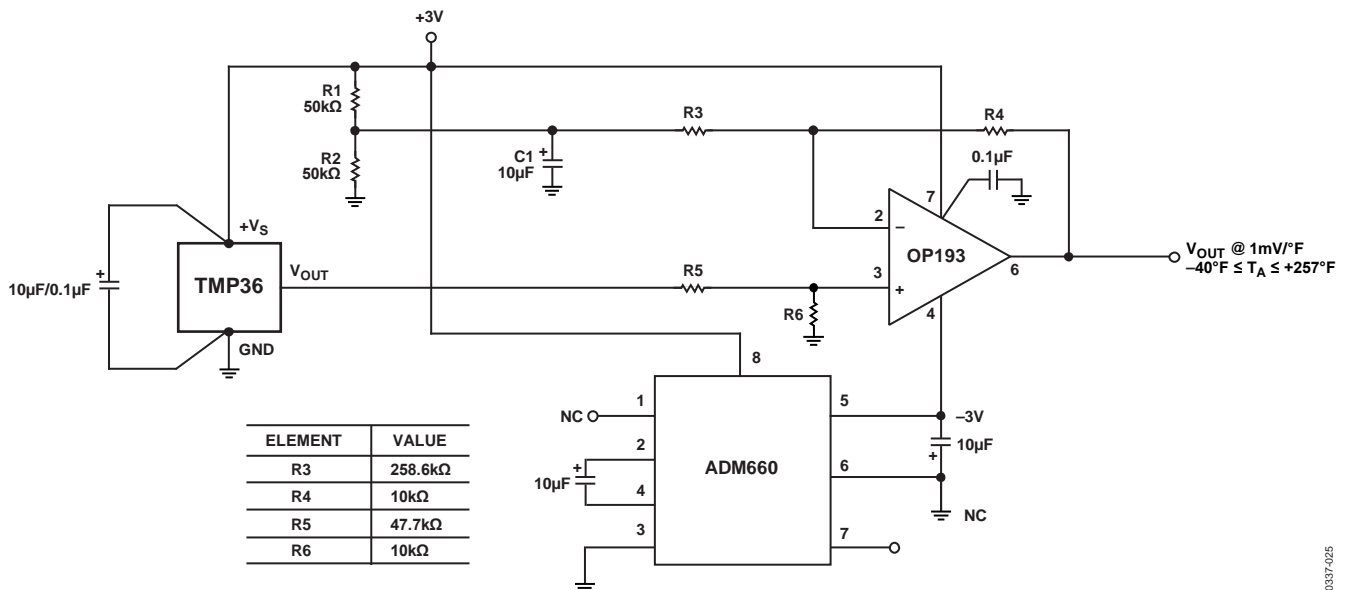 +3V
R1
50kΩ
R3
R4
R2
50kΩ
C1
+
10µF
0.1µF
7
+VS
2
−
OP193
6
VOUT @ 1mV/°F
−40°F ≤ TA ≤ +257°F
+
10µF/0.1µF
TMP36
VOUT
R5
3
+
R6
4
GND
8
NC
1
5
−3V
ELEMENT VALUE
R3 258.6kΩ
R4 10kΩ
R5 47.7kΩ
R6 10kΩ
2
+
10µF
4
ADM660
10µF
+
6
NC
3
7
0337-025